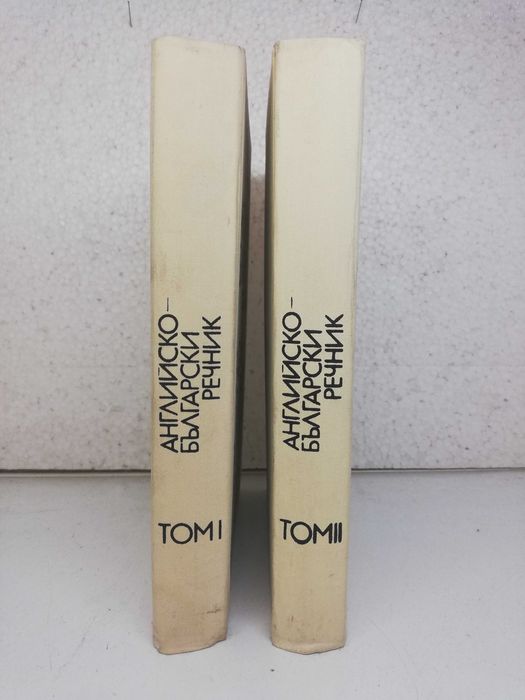 АНГЛИЙСКО-
БЪЛГАРСКИ
РЕЧНИК
ТОМ I
АНГЛИЙСКО-
БЪЛГАРСКИ
РЕЧНИК
ТОМ II